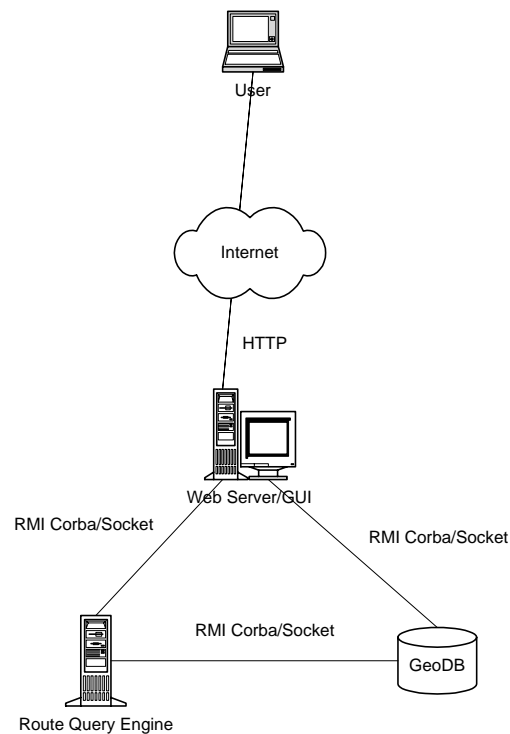 User
Internet
HTTP
Web Server/GUI
RMI Corba/Socket
RMI Corba/Socket
RMI Corba/Socket
GeoDB
Route Query Engine